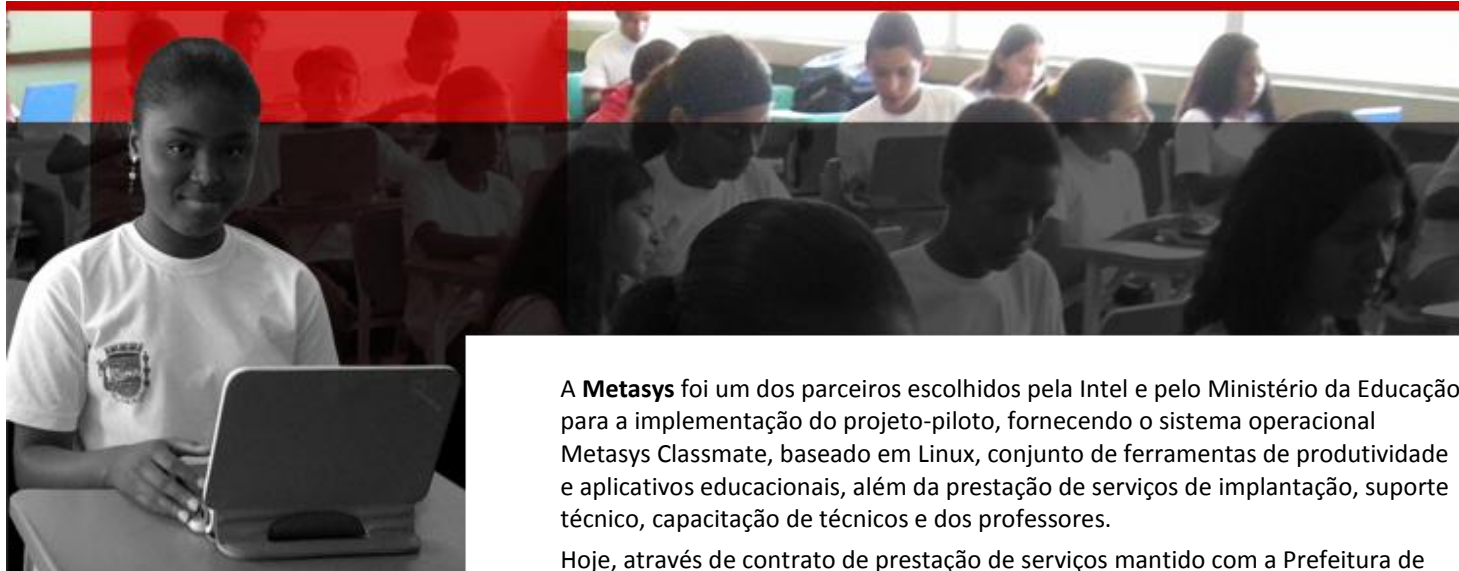 A Metasys foi um dos parceiros escolhidos pela Intel e pelo Ministério da Educação
para a implementação do projeto-piloto, fornecendo o sistema operacional
Metasys Classmate, baseado em Linux, conjunto de ferramentas de produtividade
e aplicativos educacionais, além da prestação de serviços de implantação, suporte
técnico, capacitação de técnicos e dos professores.
Hoje, através de contrato de prestação de serviços mantido com a Prefeitura de